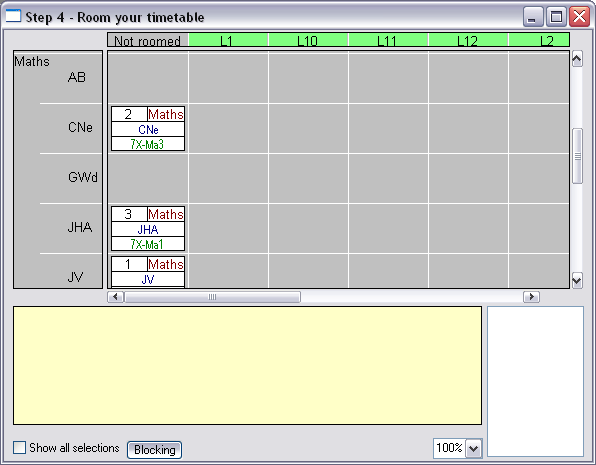 Step 4 - Room your timetable
Not roomed L1 L10 L11 L12 L2
Maths
AB
CNe
2 Maths
CNe
7X-Ma3
GWd
JHA
3 Maths
JHA
7X-Ma1
JV
1 Maths
JV
Show all selections Blocking 100%